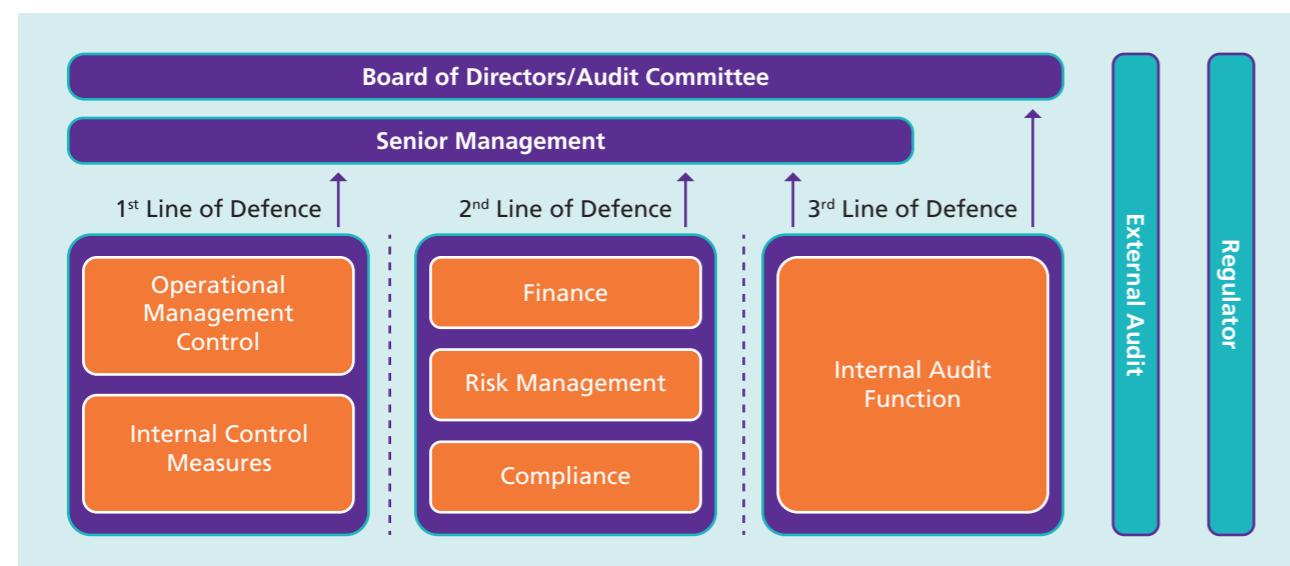 Board of Directors/Audit Committee
Senior Management
1st Line of Defence
2nd Line of Defence
3rd Line of Defence
Operational
Management
Control
Internal Control
Measures
Finance
Risk Management
Compliance
Internal Audit
Function
External Audit
Regulator